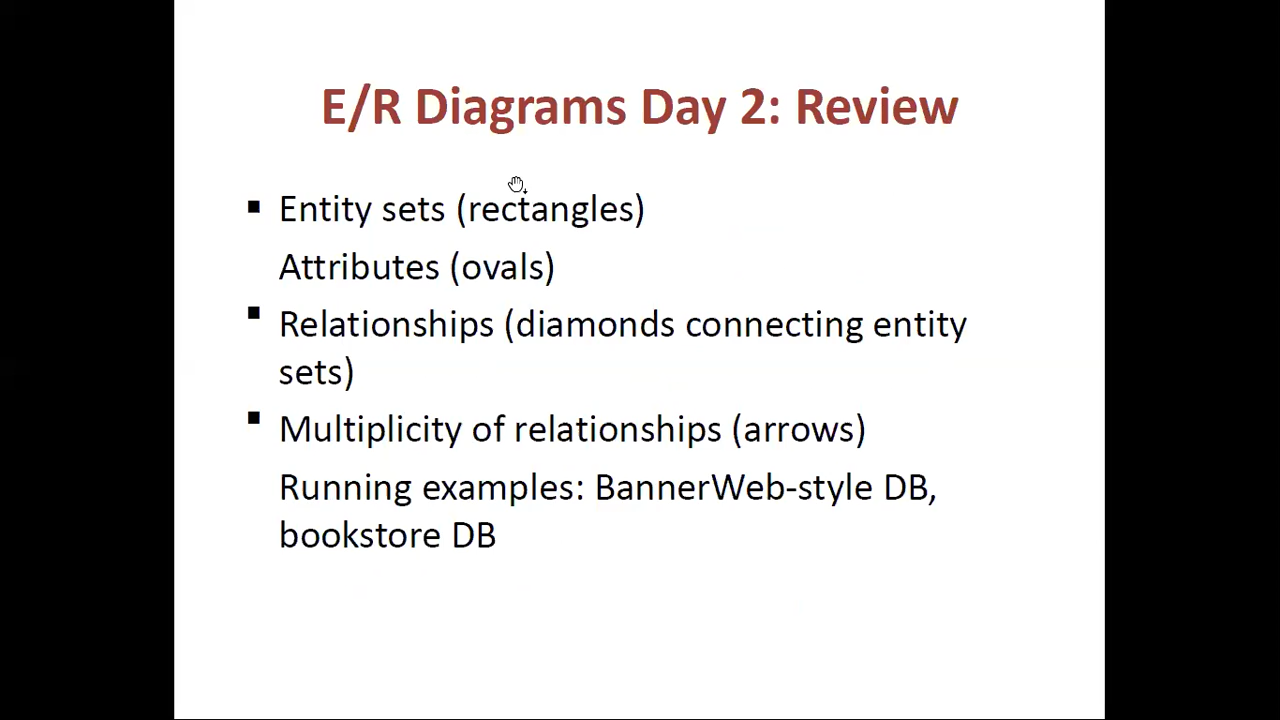 E/R Diagrams Day 2: Review
▪ Entity sets (rectangles)
Attributes (ovals)
▪ Relationships (diamonds connecting entity
sets)
▪ Multiplicity of relationships (arrows)
Running examples: BannerWeb-style DB,
bookstore DB